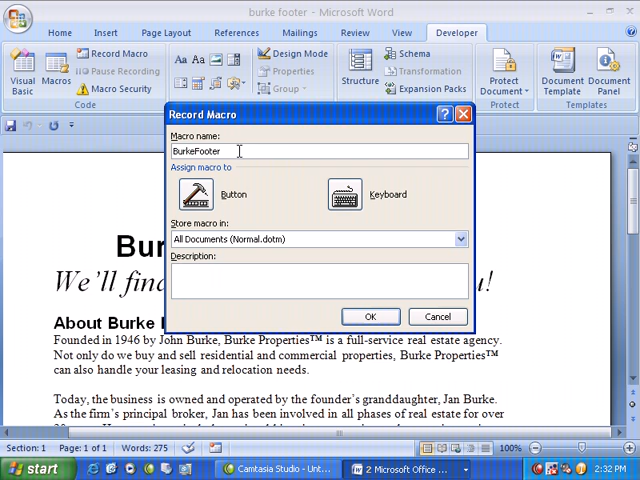 burke footer - Microsoft Word
Home Insert Page Layout References Mailings Review View Developer
Visual Basic
Macros
Record Macro
Pause Recording
Macro Security
Code
Aa Aa
Design Mode
Properties
Group
Structure
Schema
Transformation
Expansion Packs
Protect Document
Protect
Document Template
Document Panel
Templates
Record Macro
Macro name:
BurkeFooter
Assign macro to
Button
Keyboard
Store macro in:
All Documents (Normal.dotm)
Description:
OK
Cancel
Bur
We'll find
u!
About Burke
Founded in 1946 by John Burke, Burke Properties™ is a full-service real estate agency.
Not only do we buy and sell residential and commercial properties, Burke Properties™
can also handle your leasing and relocation needs.
Today, the business is owned and operated by the founder's granddaughter, Jan Burke.
As the firm's principal broker, Jan has been involved in all phases of real estate for over
Section: 1 Page: 1 of 1 Words: 275 100%
start
Camtasia Studio - Unt...
2 Microsoft Office ...
2:32 PM